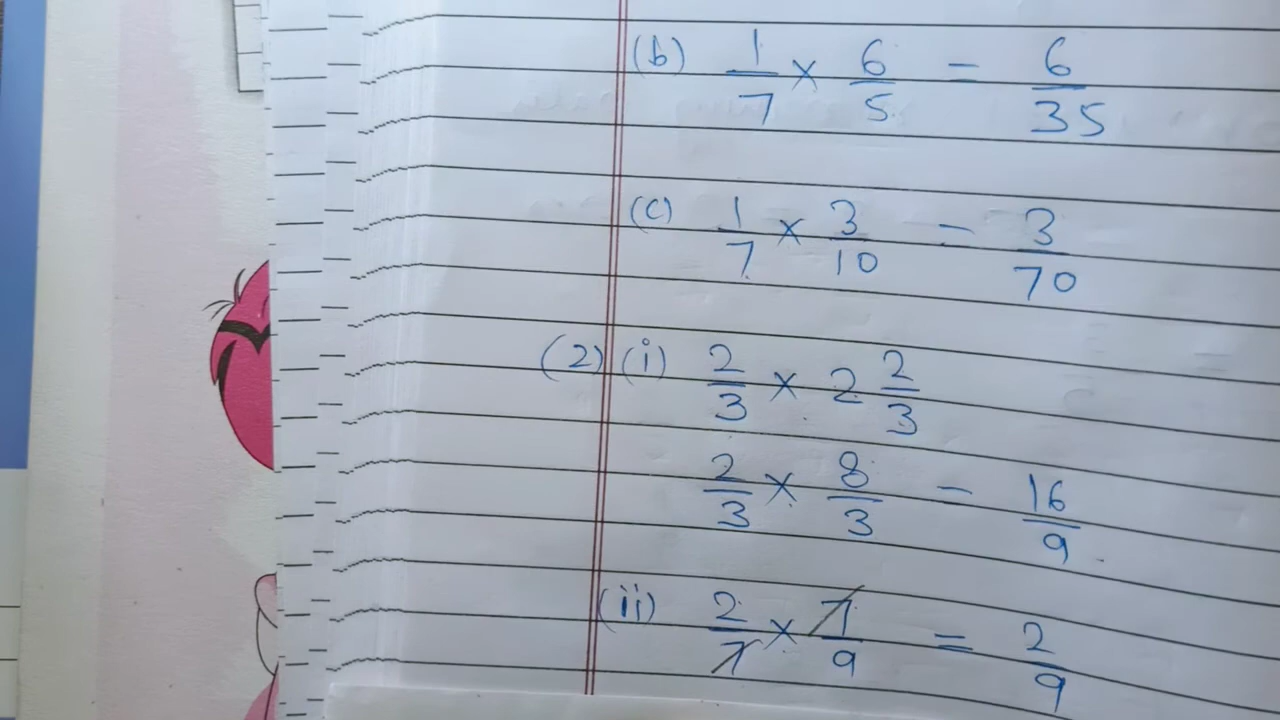 (b) 1/7 × 6/5 = 6/35
(c) 1/7 × 3/10 = 3/70
(2) (i) 2/3 × 2 2/3
2/3 × 8/3 = 16/9
(ii) 2/7 × 7/9 = 2/9